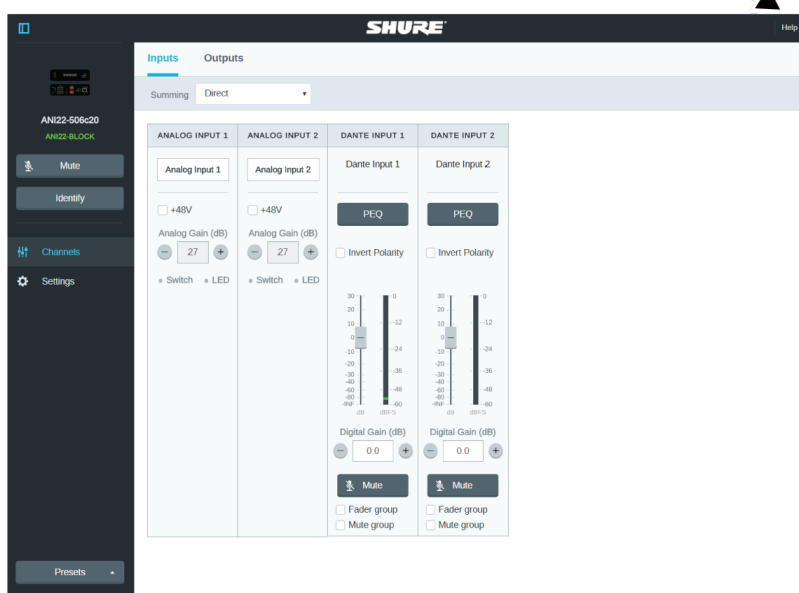 SHURE
Help
ANI22-506c20
ANI22-BLOCK
Mute
Identify
Channels
Settings
Presets
Inputs Outputs
Summing Direct
ANALOG INPUT 1 ANALOG INPUT 2 DANTE INPUT 1 DANTE INPUT 2
Analog Input 1 Analog Input 2 Dante Input 1 Dante Input 2
+48V +48V PEQ PEQ
Analog Gain (dB) Analog Gain (dB)
27 27 Invert Polarity Invert Polarity
Switch LED Switch LED
30 0 30 0
20 20
10 -12 10 -12
0 0
-10 -24 -10 -24
-20 -20
-30 -36 -30 -36
-40 -40
-60 -48 -60 -48
-80 -80
-INF -60 -INF -60
dB dBFS dB dBFS
Digital Gain (dB) Digital Gain (dB)
0.0 0.0
Mute Mute
Fader group Fader group
Mute group Mute group